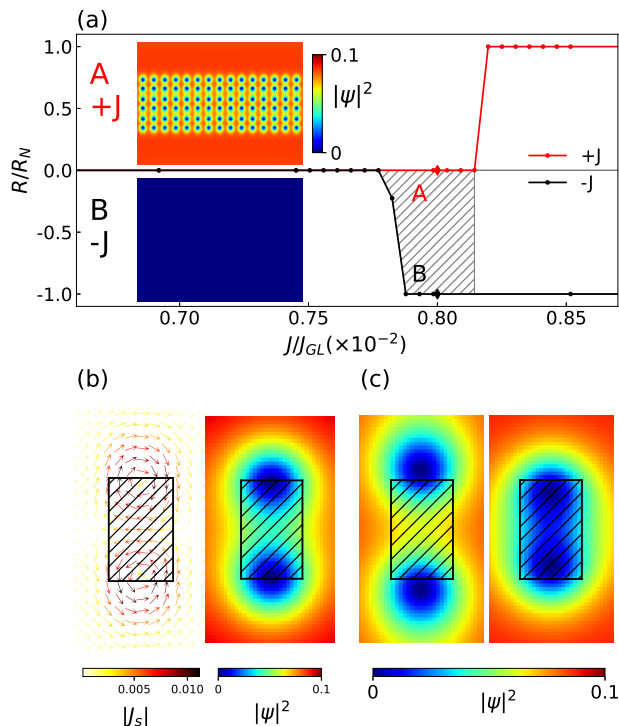 (a)
1.0
0.5
0.0
-0.5
-1.0
R/R_N
A
+J
B
-J
0.1
|ψ|^2
0
+J
-J
A
B
0.70
0.75
0.80
0.85
J/J_{GL}(×10^{-2})
(b)
(c)
0.005
0.010
|J_s|
0
0.1
|ψ|^2
0
0.1
|ψ|^2